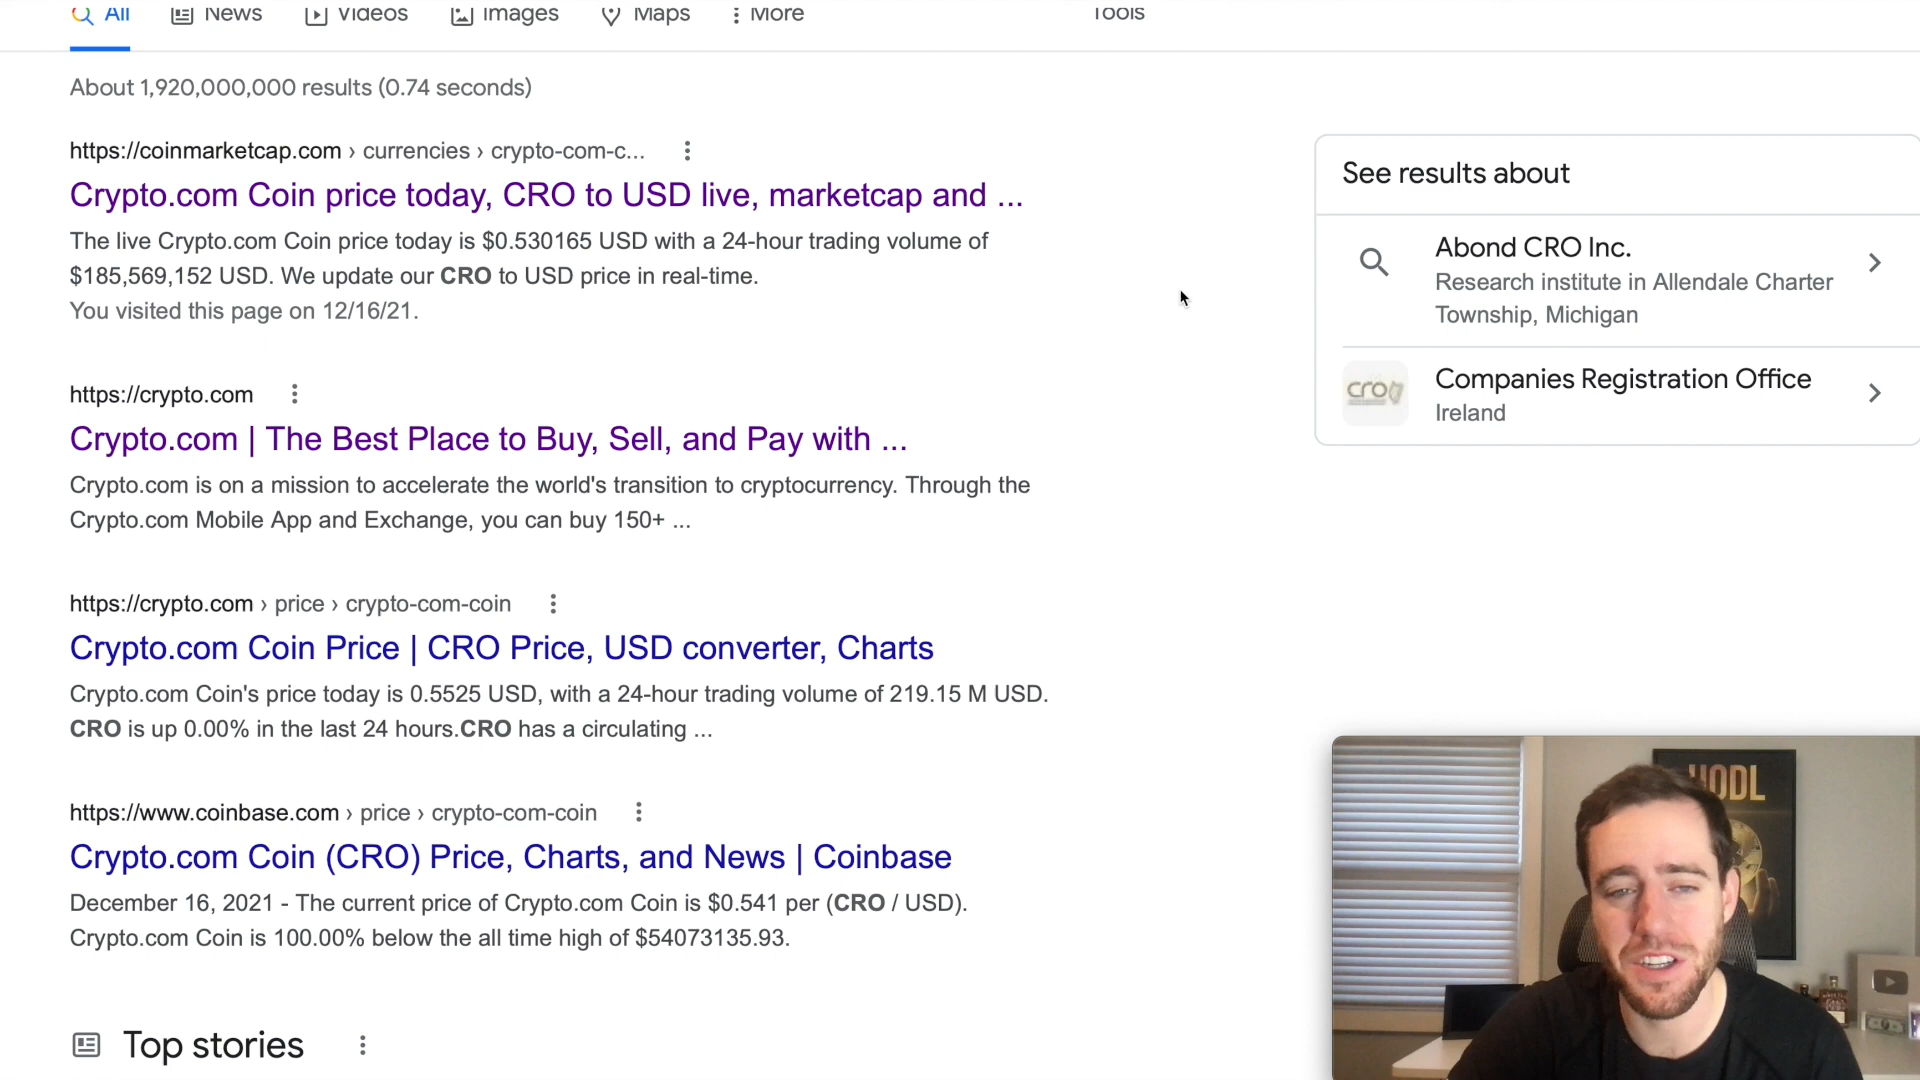 All News Videos Images Maps More Tools
About 1,920,000,000 results (0.74 seconds)
https://coinmarketcap.com › currencies › crypto-com-c...
Crypto.com Coin price today, CRO to USD live, marketcap and ...
The live Crypto.com Coin price today is $0.530165 USD with a 24-hour trading volume of
$185,569,152 USD. We update our CRO to USD price in real-time.
You visited this page on 12/16/21.
https://crypto.com
Crypto.com | The Best Place to Buy, Sell, and Pay with ...
Crypto.com is on a mission to accelerate the world's transition to cryptocurrency. Through the
Crypto.com Mobile App and Exchange, you can buy 150+ ...
https://crypto.com › price › crypto-com-coin
Crypto.com Coin Price | CRO Price, USD converter, Charts
Crypto.com Coin's price today is 0.5525 USD, with a 24-hour trading volume of 219.15 M USD.
CRO is up 0.00% in the last 24 hours.CRO has a circulating ...
https://www.coinbase.com › price › crypto-com-coin
Crypto.com Coin (CRO) Price, Charts, and News | Coinbase
December 16, 2021 - The current price of Crypto.com Coin is $0.541 per (CRO / USD).
Crypto.com Coin is 100.00% below the all time high of $54073135.93.
Top stories
See results about
Abond CRO Inc.
Research institute in Allendale Charter
Township, Michigan
cro
Companies Registration Office
Ireland
HODL